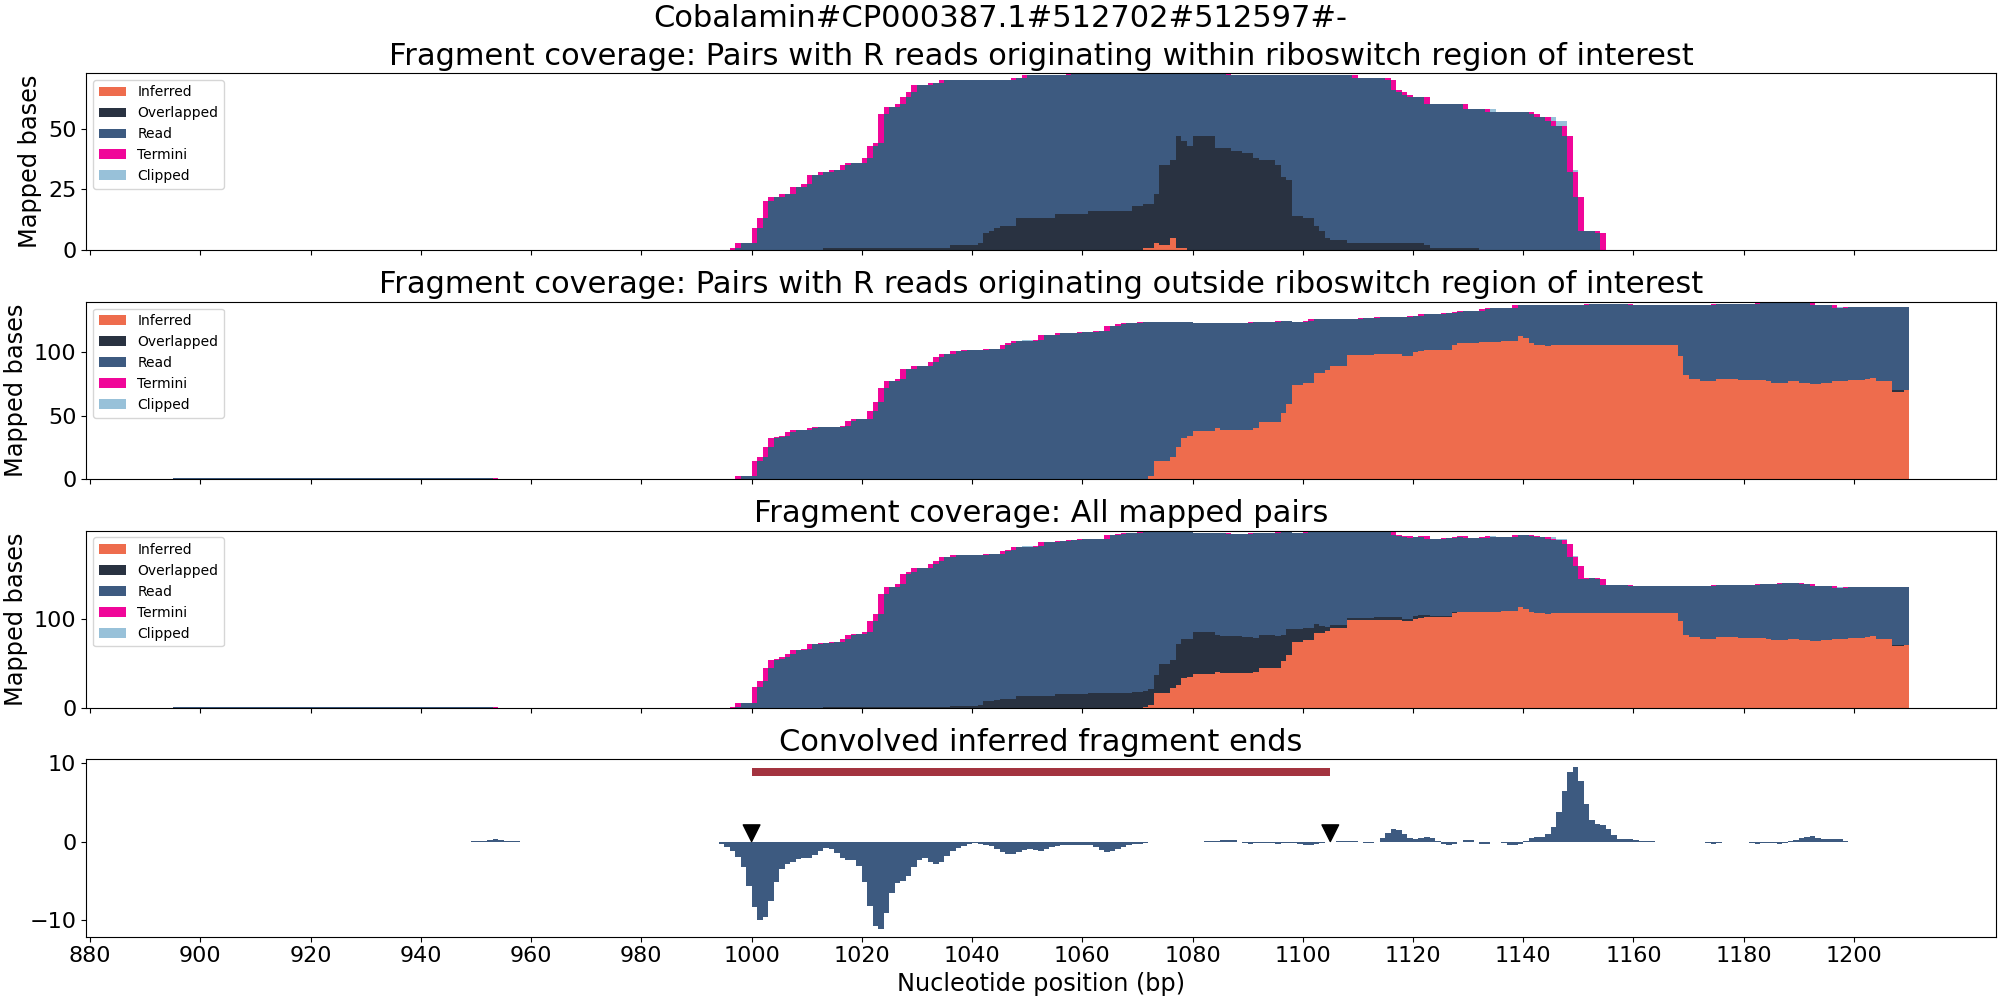 Cobalamin#CP000387.1#512702#512597#-
Fragment coverage: Pairs with R reads originating within riboswitch region of interest
Mapped bases
50
25
0
Inferred
Overlapped
Read
Termini
Clipped
Fragment coverage: Pairs with R reads originating outside riboswitch region of interest
Mapped bases
100
50
0
Inferred
Overlapped
Read
Termini
Clipped
Fragment coverage: All mapped pairs
Mapped bases
100
0
Inferred
Overlapped
Read
Termini
Clipped
Convolved inferred fragment ends
10
0
−10
880 900 920 940 960 980 1000 1020 1040 1060 1080 1100 1120 1140 1160 1180 1200
Nucleotide position (bp)